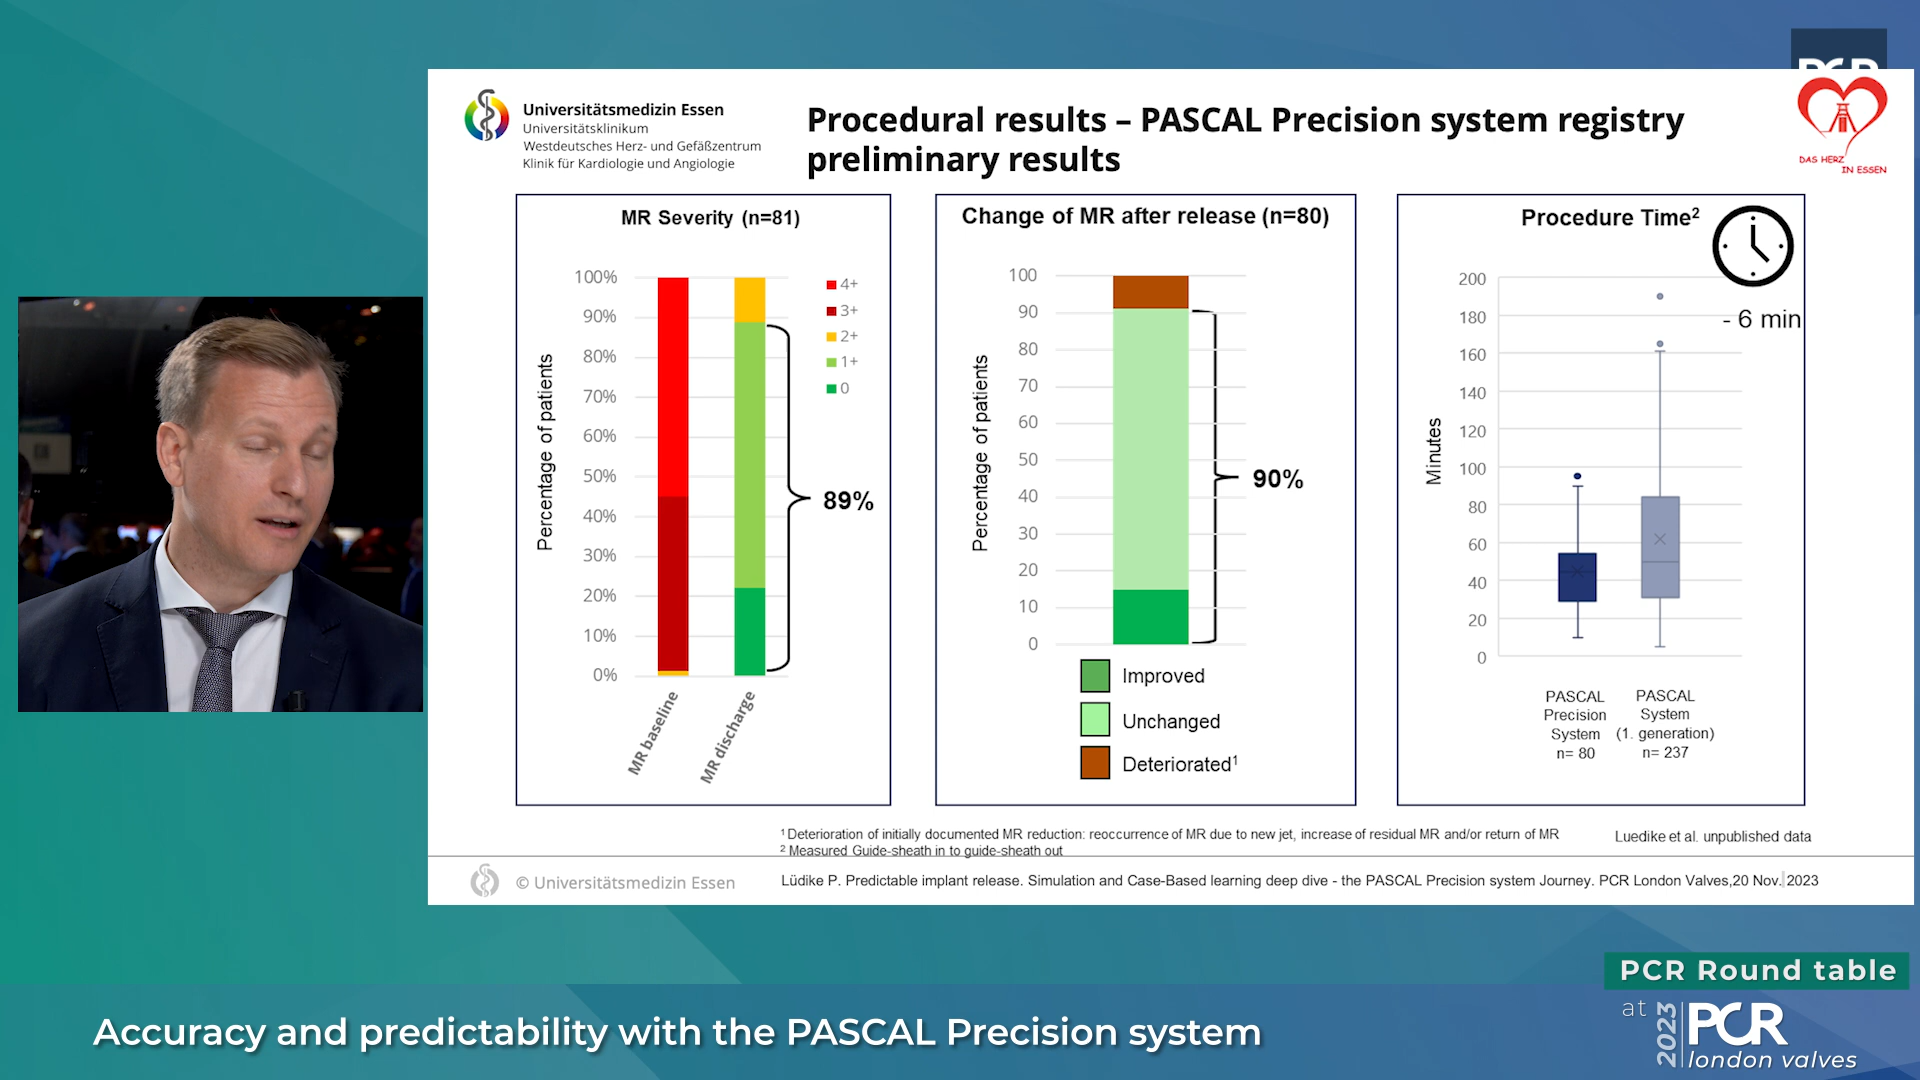 Universitätsmedizin Essen
Universitätsklinikum
Westdeutsches Herz- und Gefäßzentrum
Klinik für Kardiologie und Angiologie
Procedural results – PASCAL Precision system registry
preliminary results
DAS HERZ
IN ESSEN
MR Severity (n=81)
100%
90%
80%
70%
60%
50%
40%
30%
20%
10%
0%
Percentage of patients
4+
3+
2+
1+
0
89%
MR baseline
MR discharge
Change of MR after release (n=80)
100
90
80
70
60
50
40
30
20
10
0
Percentage of patients
90%
Improved
Unchanged
Deteriorated¹
Procedure Time²
- 6 min
200
180
160
140
120
100
80
60
40
20
0
Minutes
PASCAL
Precision
System
n= 80
PASCAL
System
(1. generation)
n= 237
¹ Deterioration of initially documented MR reduction: reoccurrence of MR due to new jet, increase of residual MR and/or return of MR
² Measured Guide-sheath in to guide-sheath out
Luedike et al. unpublished data
© Universitätsmedizin Essen
Lüdike P. Predictable implant release. Simulation and Case-Based learning deep dive - the PASCAL Precision system Journey. PCR London Valves,20 Nov. 2023
PCR Round table
Accuracy and predictability with the PASCAL Precision system
at
2023
PCR
london valves